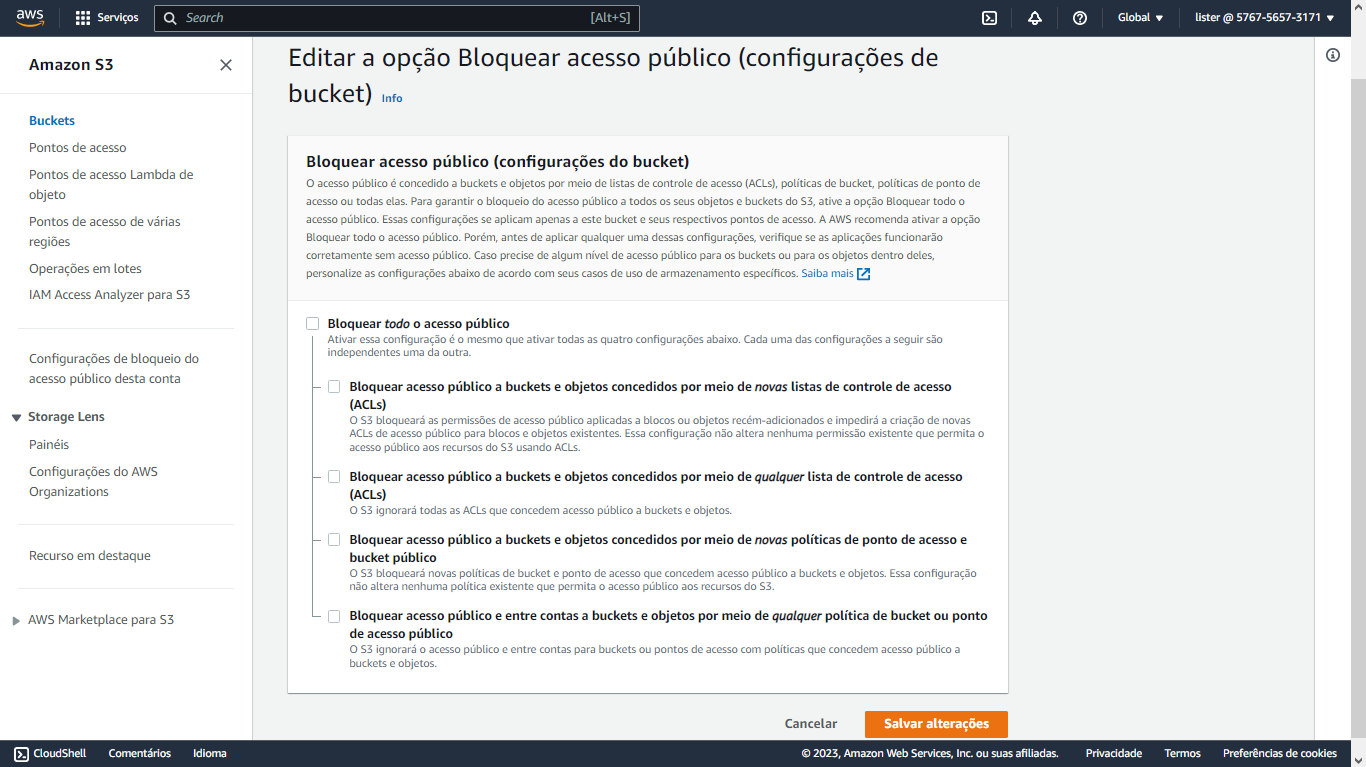 aws
Serviços
Search
[Alt+S]
Global
lister @ 5767-5657-3171
Amazon S3
Buckets
Pontos de acesso
Pontos de acesso Lambda de
objeto
Pontos de acesso de várias
regiões
Operações em lotes
IAM Access Analyzer para S3
Configurações de bloqueio do
acesso público desta conta
Storage Lens
Painéis
Configurações do AWS
Organizations
Recurso em destaque
AWS Marketplace para S3
Editar a opção Bloquear acesso público (configurações de
bucket) Info
Bloquear acesso público (configurações do bucket)
O acesso público é concedido a buckets e objetos por meio de listas de controle de acesso (ACLs), políticas de bucket, políticas de ponto de
acesso ou todas elas. Para garantir o bloqueio do acesso público a todos os seus objetos e buckets do S3, ative a opção Bloquear todo o
acesso público. Essas configurações se aplicam apenas a este bucket e seus respectivos pontos de acesso. A AWS recomenda ativar a opção
Bloquear todo o acesso público. Porém, antes de aplicar qualquer uma dessas configurações, verifique se as aplicações funcionarão
corretamente sem acesso público. Caso precise de algum nível de acesso público para os buckets ou para os objetos dentro deles,
personalize as configurações abaixo de acordo com seus casos de uso de armazenamento específicos. Saiba mais
Bloquear todo o acesso público
Ativar essa configuração é o mesmo que ativar todas as quatro configurações abaixo. Cada uma das configurações a seguir são
independentes uma da outra.
Bloquear acesso público a buckets e objetos concedidos por meio de novas listas de controle de acesso
(ACLs)
O S3 bloqueará as permissões de acesso público aplicadas a blocos ou objetos recém-adicionados e impedirá a criação de novas
ACLs de acesso público para blocos e objetos existentes. Essa configuração não altera nenhuma permissão existente que permita o
acesso público aos recursos do S3 usando ACLs.
Bloquear acesso público a buckets e objetos concedidos por meio de qualquer lista de controle de acesso
(ACLs)
O S3 ignorará todas as ACLs que concedem acesso público a buckets e objetos.
Bloquear acesso público a buckets e objetos concedidos por meio de novas políticas de ponto de acesso e
bucket público
O S3 bloqueará novas políticas de bucket e ponto de acesso que concedem acesso público a buckets e objetos. Essa configuração
não altera nenhuma política existente que permita o acesso público aos recursos do S3.
Bloquear acesso público e entre contas a buckets e objetos por meio de qualquer política de bucket ou ponto
de acesso público
O S3 ignorará o acesso público e entre contas para buckets ou pontos de acesso com políticas que concedem acesso público a
buckets e objetos.
Cancelar
Salvar alterações
CloudShell
Comentários
Idioma
© 2023, Amazon Web Services, Inc. ou suas afiliadas.
Privacidade
Termos
Preferências de cookies